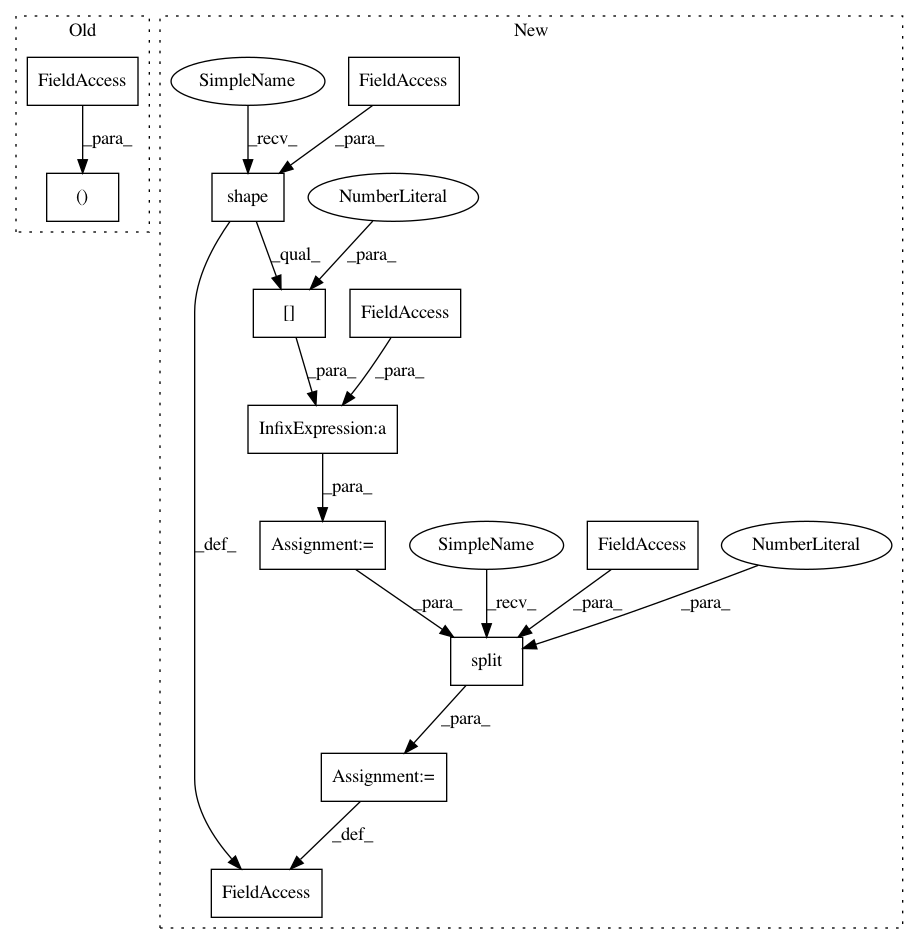 Old
New
FieldAccess
SimpleName
FieldAccess
_para_
_recv_
_para_
()
shape
NumberLiteral
_qual_
_para_
[]
FieldAccess
_para_
_para_
InfixExpression:a
_para_
_def_
Assignment:=
SimpleName
FieldAccess
NumberLiteral
_para_
_recv_
_para_
_para_
split
_para_
Assignment:=
_def_
FieldAccess